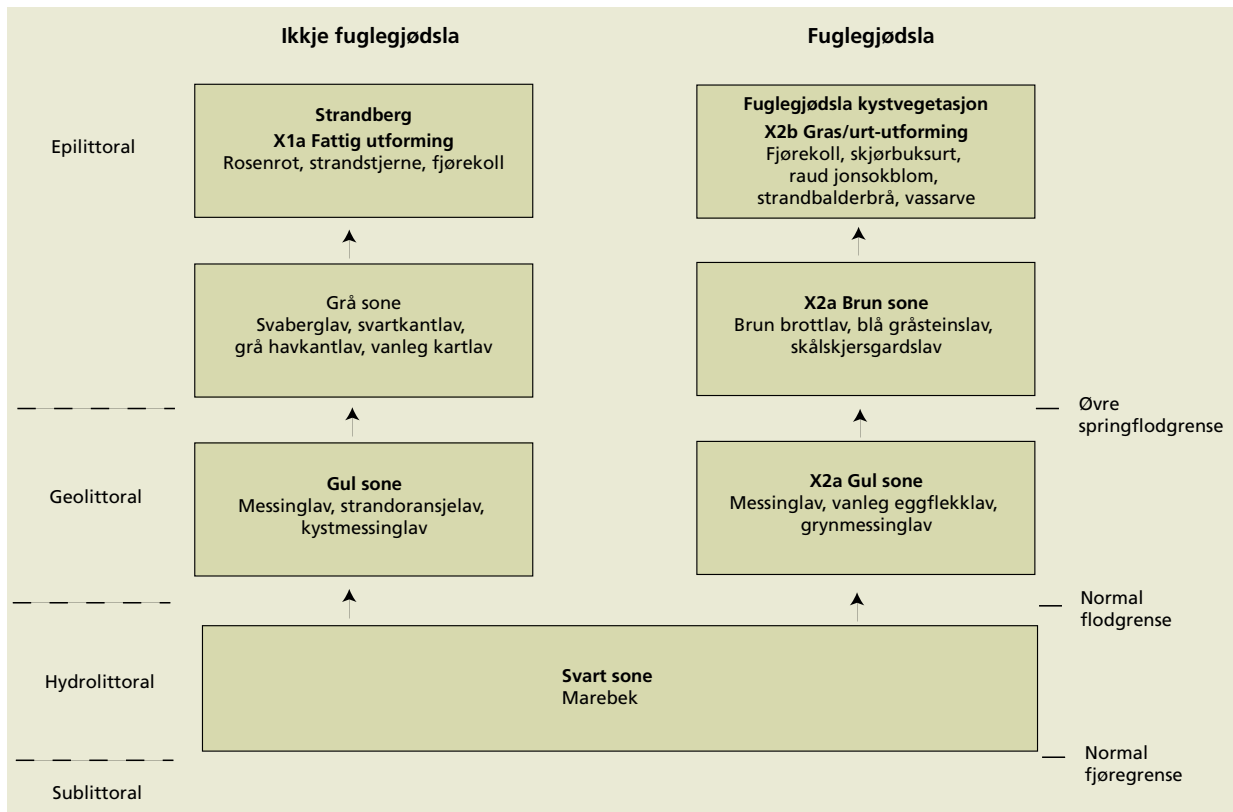 Ikkje fuglegjødsla
Fuglegjødsla
Epilittoral
Strandberg
X1a Fattig utforming
Rosenrot, strandstjerne, fjørekoll
Fuglegjødsla kystvegetasjon
X2b Gras/urt-utforming
Fjørekoll, skjørbuksurt,
raud jonsokblom,
strandbalderbrå, vassarve
Grå sone
Svaberglav, svartkantlav,
grå havkantlav, vanleg kartlav
X2a Brun sone
Brun brottlav, blå gråsteinslav,
skålskjersgardslav
Øvre
springflodgrense
Geolittoral
Gul sone
Messinglav, strandoransjelav,
kystmessinglav
X2a Gul sone
Messinglav, vanleg eggflekklav,
grynmessinglav
Normal
flodgrense
Hydrolittoral
Svart sone
Marebek
Normal
fjøregrense
Sublittoral